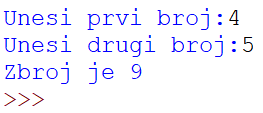 Unesi prvi broj:4
Unesi drugi broj:5
Zbroj je 9
>>>